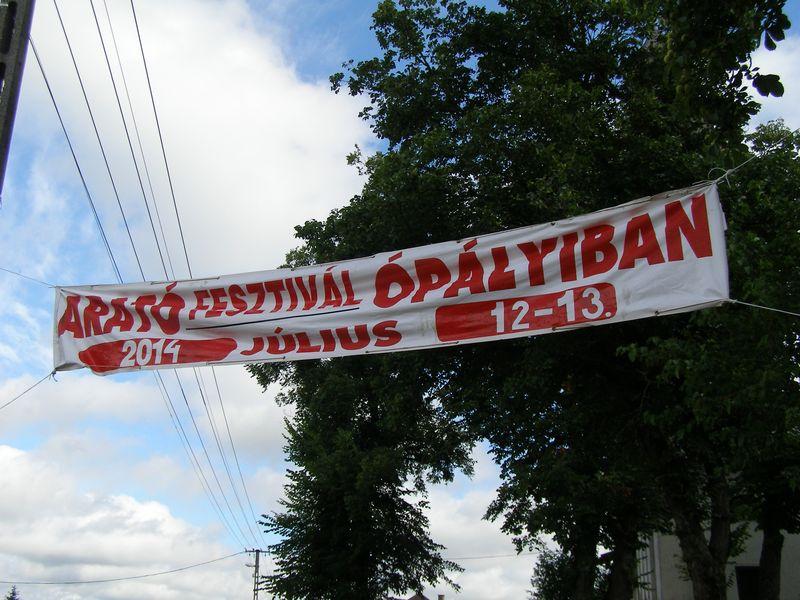 ARATÓ FESZTIVÁL ÓPÁLYIBAN
2014 JÚLIUS 12-13.